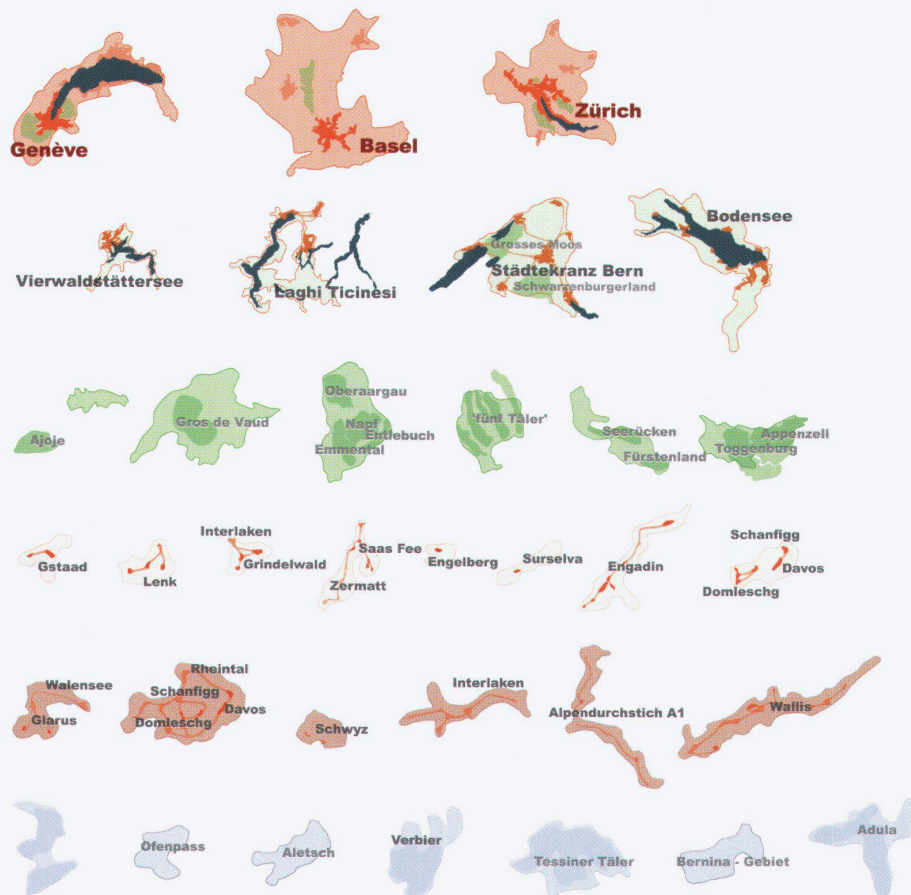 Genève
Basel
Zürich
Vierwaldstättersee
Laghi Ticinesi
Grosses Moos
Städtekranz Bern
Schwarzenburgerland
Bodensee
Ajoie
Gros de Vaud
Oberaargau
Napf
Entlebuch
Emmental
'fünf Täler'
Seerücken
Fürstenland
Appenzell
Toggenburg
Gstaad
Lenk
Interlaken
Grindelwald
Saas Fee
Zermatt
Engelberg
Surselva
Engadin
Schanfigg
Davos
Domleschg
Walensee
Glarus
Rheintal
Schanfigg
Davos
Domleschg
Schwyz
Interlaken
Alpendurchstich A1
Wallis
Ofenpass
Aletsch
Verbier
Tessiner Täler
Bernina - Gebiet
Adula